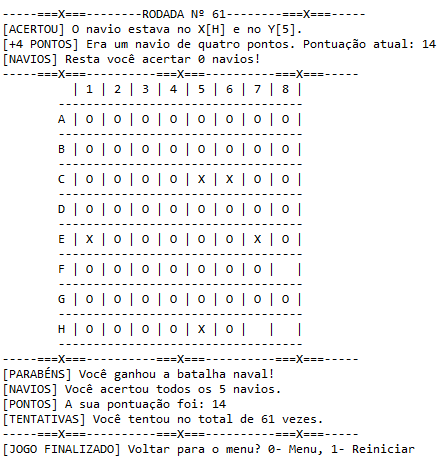 -----===X===---------RODADA Nº 61--------===X===-----
[ACERTOU] O navio estava no X[H] e no Y[5].
[+4 PONTOS] Era um navio de quatro pontos. Pontuação atual: 14
[NAVIOS] Resta você acertar 0 navios!
-----===X===----------===X===----------===X===-----
| 1 | 2 | 3 | 4 | 5 | 6 | 7 | 8 |
-----------------------------------
A | O | O | O | O | O | O | O | O |
-----------------------------------
B | O | O | O | O | O | O | O | O |
-----------------------------------
C | O | O | O | O | X | X | O | O |
-----------------------------------
D | O | O | O | O | O | O | O | O |
-----------------------------------
E | X | O | O | O | O | O | X | O |
-----------------------------------
F | O | O | O | O | O | O | O |   |
-----------------------------------
G | O | O | O | O | O | O | O | O |
-----------------------------------
H | O | O | O | O | X | O |   |   |
-----------------------------------
-----===X===----------===X===----------===X===-----
[PARABÉNS] Você ganhou a batalha naval!
[NAVIOS] Você acertou todos os 5 navios.
[PONTOS] A sua pontuação foi: 14
[TENTATIVAS] Você tentou no total de 61 vezes.
-----===X===----------===X===----------===X===-----
[JOGO FINALIZADO] Voltar para o menu? 0- Menu, 1- Reiniciar